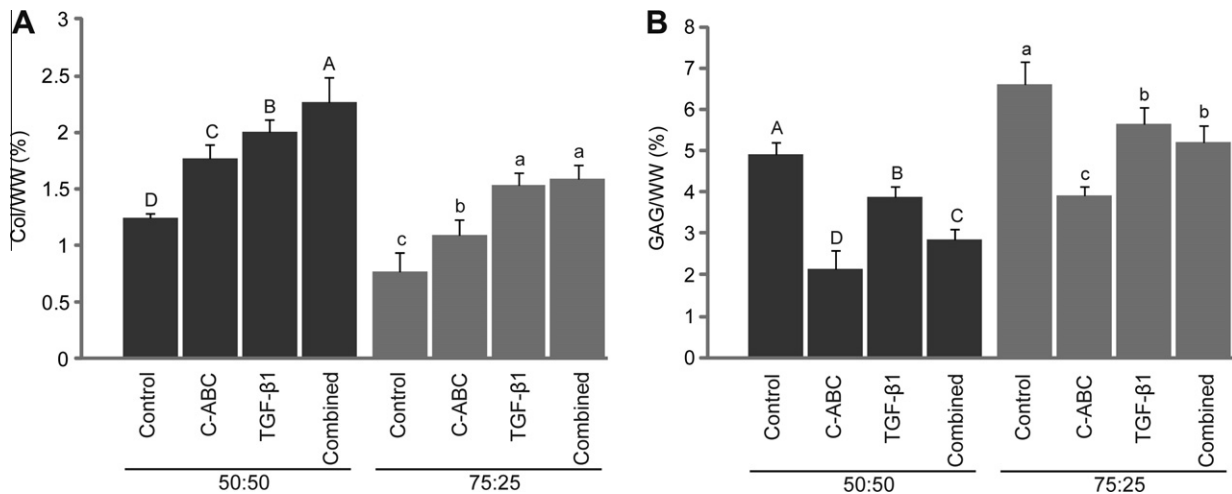 A
Col/WW (%)
3
2.5
2
1.5
1
0.5
0
D
C
B
A
c
b
a
a
Control
C-ABC
TGF-β1
Combined
Control
C-ABC
TGF-β1
Combined
50:50
75:25
B
GAG/WW (%)
8
7
6
5
4
3
2
1
0
A
D
B
C
a
c
b
b
Control
C-ABC
TGF-β1
Combined
Control
C-ABC
TGF-β1
Combined
50:50
75:25